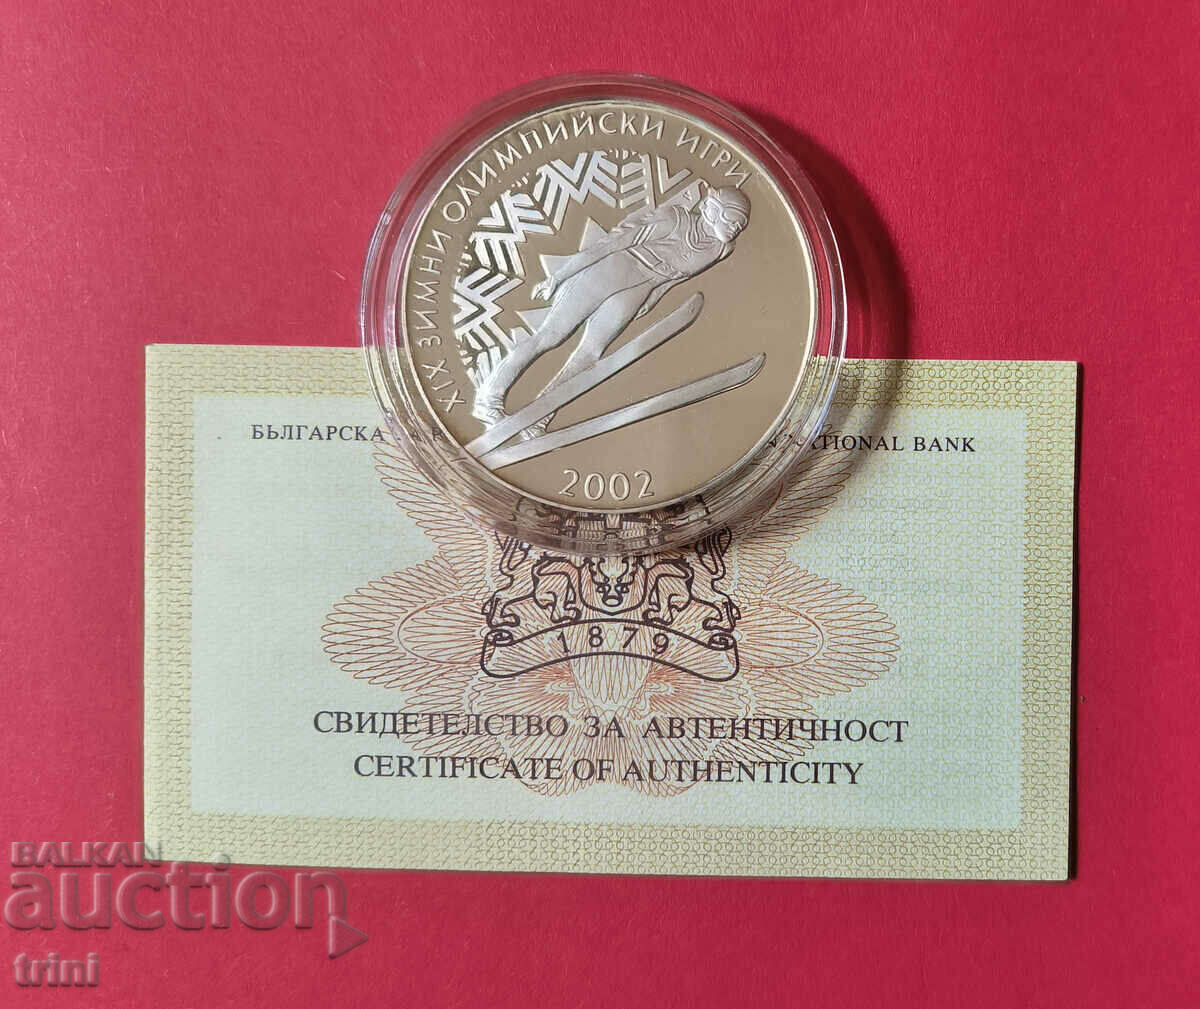 XIX ЗИМНИ ОЛИМПИЙСКИ ИГРИ
2002
БЪЛГАРСКА
NATIONAL BANK
1879
СВИДЕТЕЛСТВО ЗА АВТЕНТИЧНОСТ
CERTIFICATE OF AUTHENTICITY
BALKAN
auction
trini